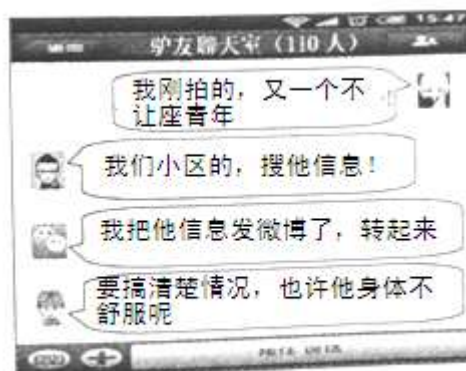 15:47
驴友聊天室（110人）
我刚拍的，又一个不
让座青年
我们小区的，搜他信息！
我把他信息发微博了，转起来
要搞清楚情况，也许他身体不
舒服呢